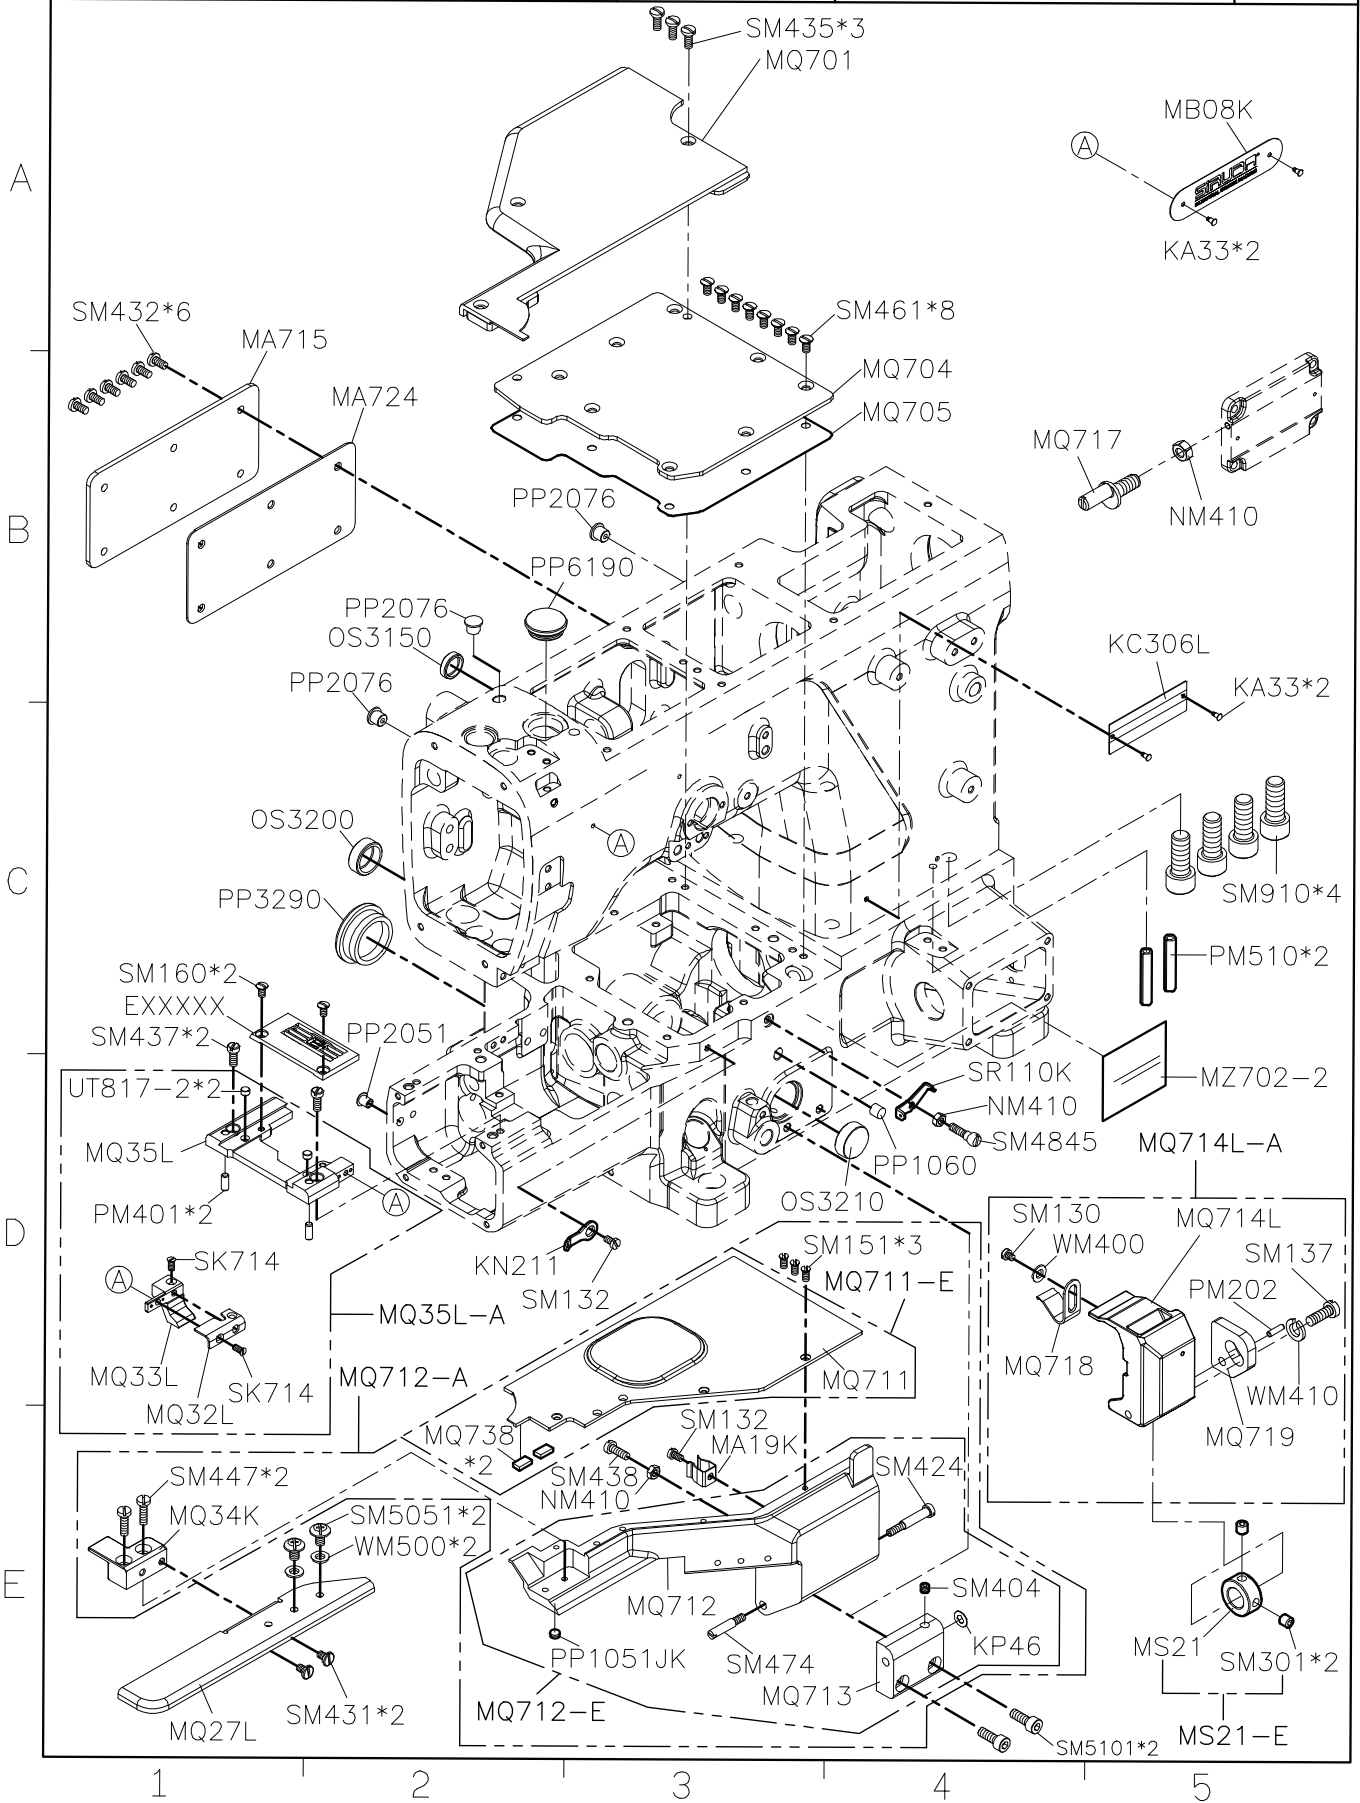 SM435*3
MQ701
MB08K
A
A
SIRUBA
KA33*2
SM432*6
MA715
SM461*8
MA724
MQ704
MQ705
MQ717
PP2076
NM410
B
PP6190
PP2076
OS3150
KC306L
PP2076
KA33*2
OS3200
A
C
PP3290
SM910*4
SM160*2
PM510*2
EXXXXX
SM437*2
PP2051
UT817-2*2
SR110K
MZ702-2
NM410
MQ35L
SM4845
MQ714L-A
PP1060
A
OS3210
PM401*2
D
SM130
MQ714L
KN211
SM151*3
WM400
SM137
SK714
A
MQ711-E
PM202
SM132
MQ35L-A
MQ33L
MQ712-A
MQ711
MQ718
SK714
WM410
MQ32L
SM132
MQ719
MQ738
*2
MA19K
SM447*2
SM438
SM424
NM410
MQ34K
SM5051*2
WM500*2
E
SM404
MQ712
KP46
MS21
PP1051JK
SM474
SM301*2
MQ713
MQ712-E
SM431*2
MQ27L
MS21-E
SM5101*2
1
2
3
4
5